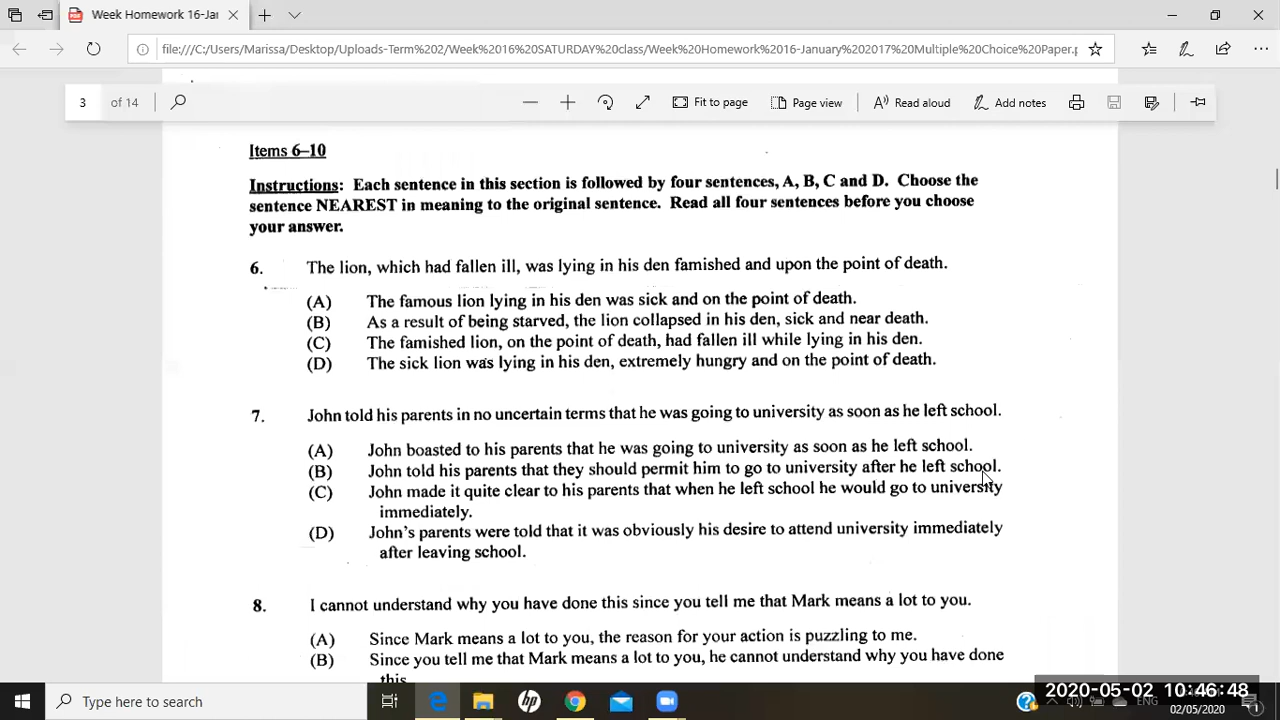 Week Homework 16-Jar
file:///C:/Users/Marissa/Desktop/Uploads-Term%202/Week%2016%20SATURDAY%20class/Week%20Homework%2016-January%202017%20Multiple%20Choice%20Paper.p
3 of 14 Fit to page Page view Read aloud Add notes
Items 6–10
Instructions: Each sentence in this section is followed by four sentences, A, B, C and D. Choose the
sentence NEAREST in meaning to the original sentence. Read all four sentences before you choose
your answer.
6. The lion, which had fallen ill, was lying in his den famished and upon the point of death.
(A) The famous lion lying in his den was sick and on the point of death.
(B) As a result of being starved, the lion collapsed in his den, sick and near death.
(C) The famished lion, on the point of death, had fallen ill while lying in his den.
(D) The sick lion was lying in his den, extremely hungry and on the point of death.
7. John told his parents in no uncertain terms that he was going to university as soon as he left school.
(A) John boasted to his parents that he was going to university as soon as he left school.
(B) John told his parents that they should permit him to go to university after he left school.
(C) John made it quite clear to his parents that when he left school he would go to university
immediately.
(D) John's parents were told that it was obviously his desire to attend university immediately
after leaving school.
8. I cannot understand why you have done this since you tell me that Mark means a lot to you.
(A) Since Mark means a lot to you, the reason for your action is puzzling to me.
(B) Since you tell me that Mark means a lot to you, he cannot understand why you have done
this
Type here to search
hp
ENG
2020-05-02 10:46:48
02/05/2020